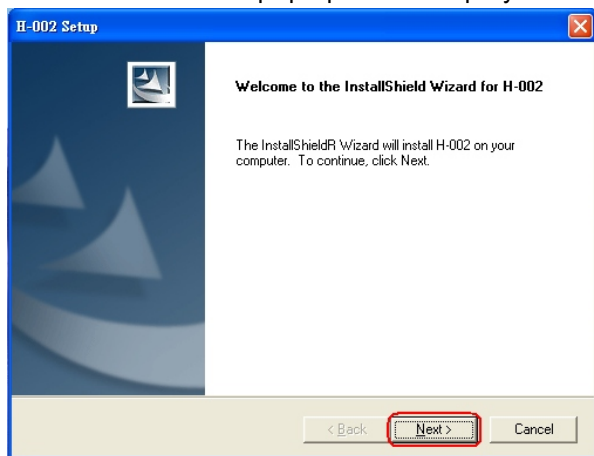 H-002 Setup
Welcome to the InstallShield Wizard for H-002
The InstallShieldR Wizard will install H-002 on your
computer. To continue, click Next.
< Back
Next >
Cancel